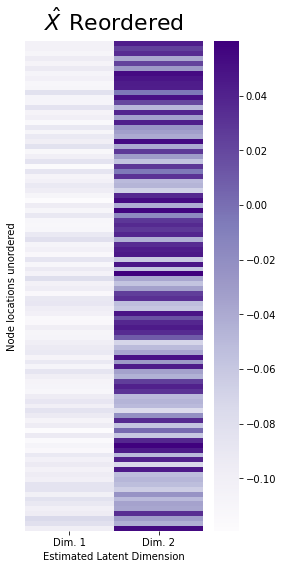 X̂ Reordered
Node locations unordered
Dim. 1
Dim. 2
Estimated Latent Dimension
0.04
0.02
0.00
−0.02
−0.04
−0.06
−0.08
−0.10